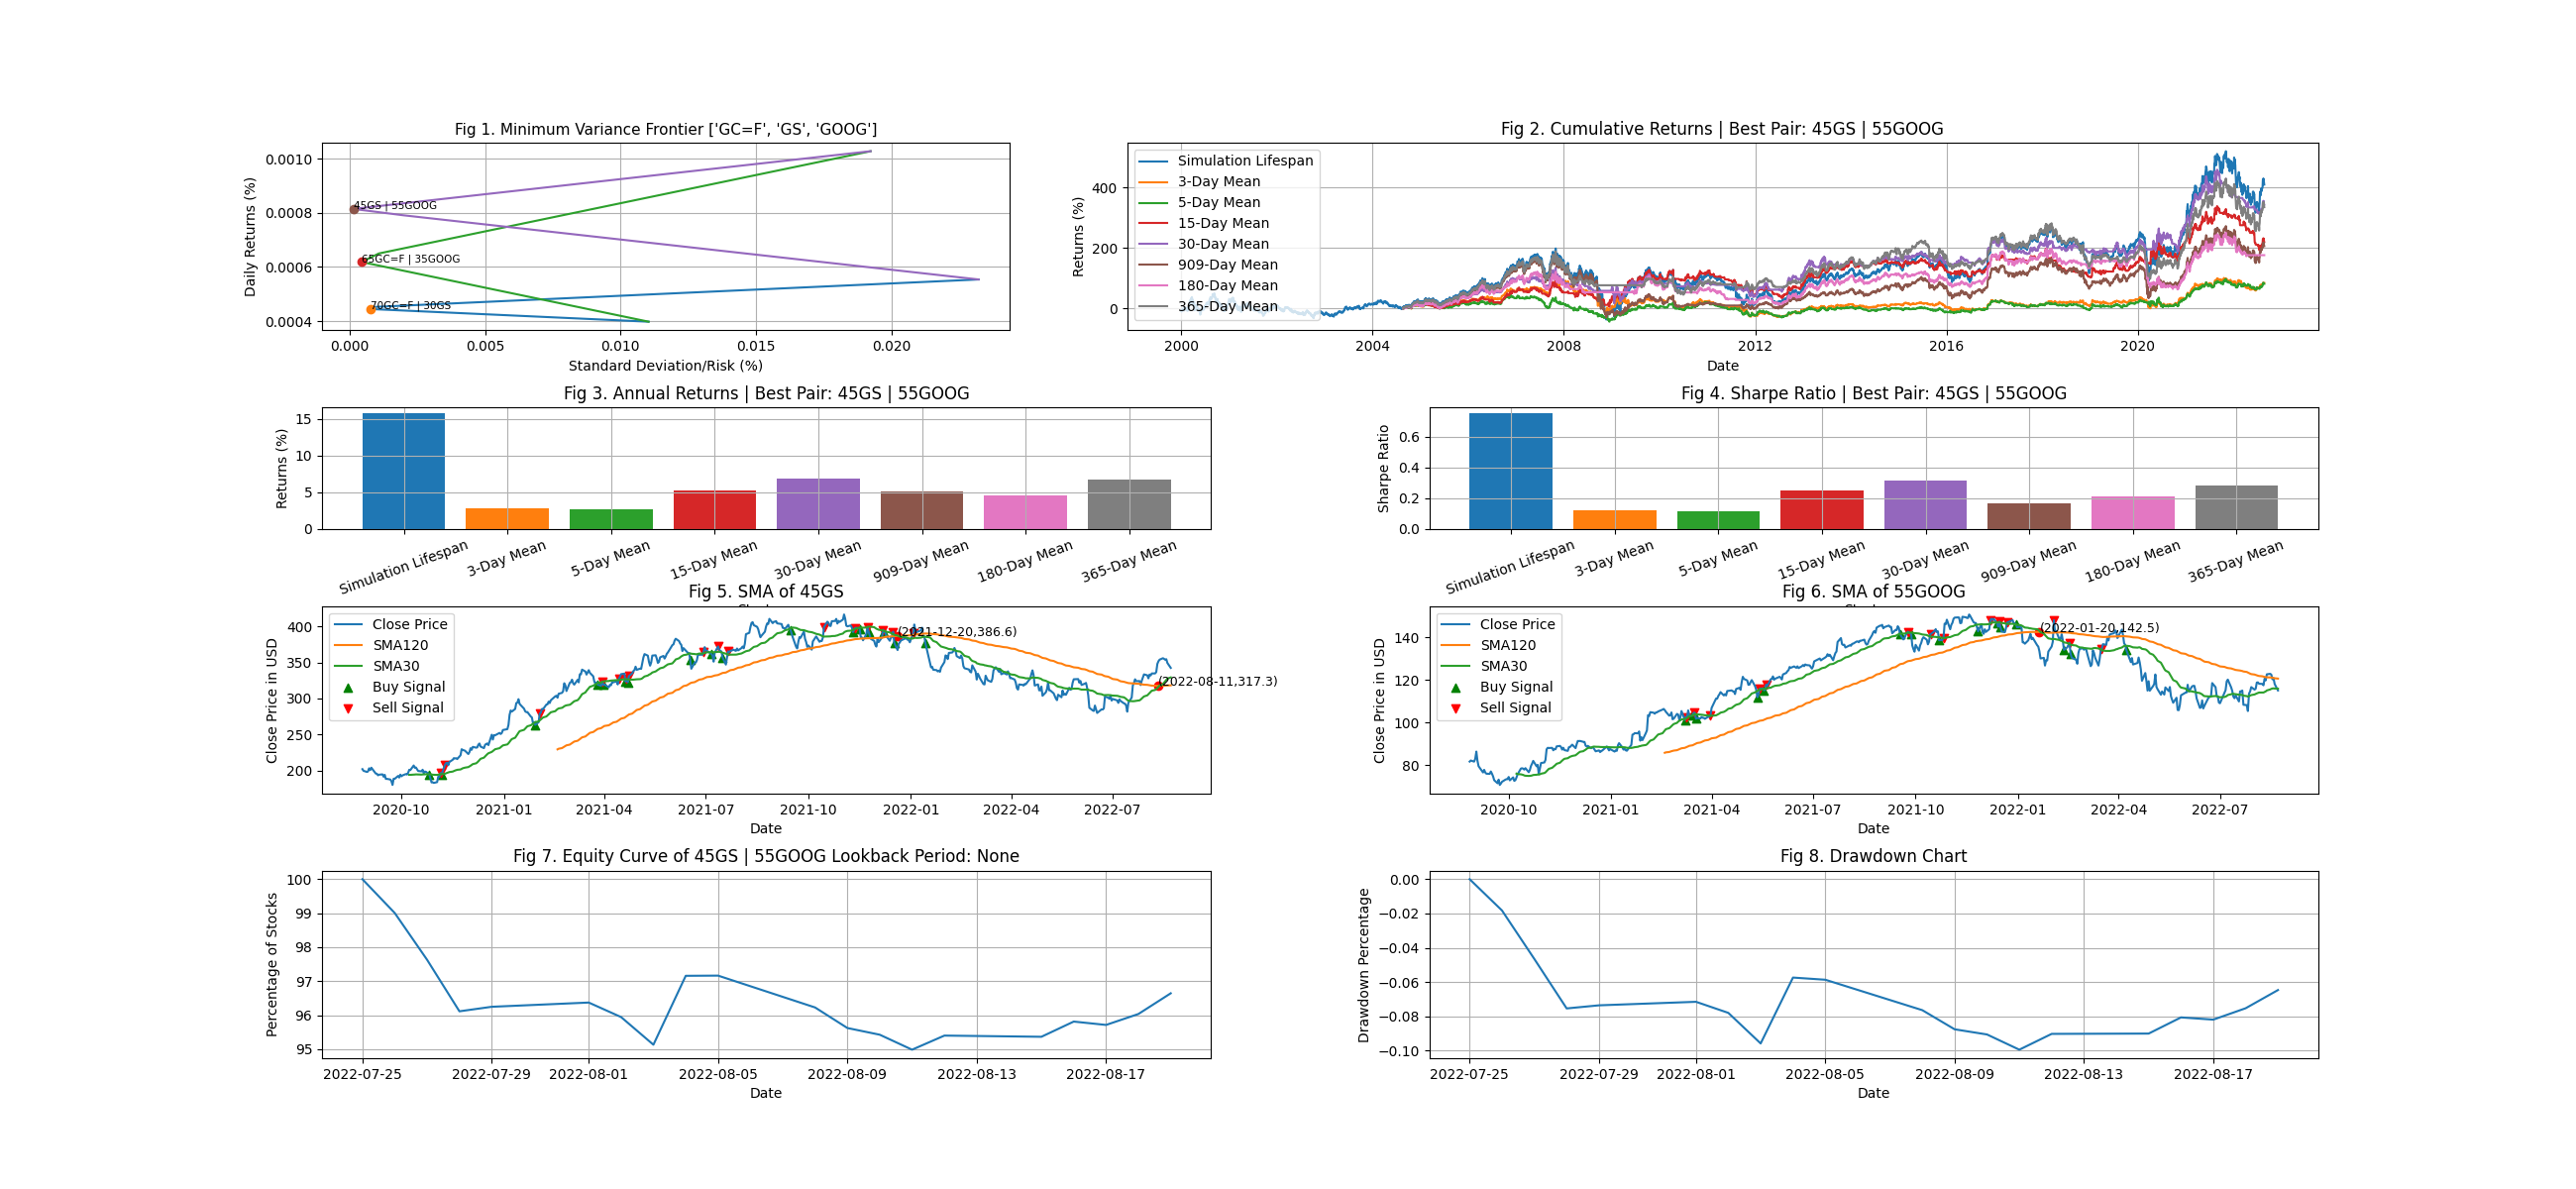 Fig 1. Minimum Variance Frontier ['GC=F', 'GS', 'GOOG']
Daily Returns (%)
0.0010
0.0008
0.0006
0.0004
45GS | 55GOOG
65GC=F | 35GOOG
70GC=F | 30GS
0.000 0.005 0.010 0.015 0.020
Standard Deviation/Risk (%)
Fig 2. Cumulative Returns | Best Pair: 45GS | 55GOOG
Returns (%)
400
200
0
Simulation Lifespan
3-Day Mean
5-Day Mean
15-Day Mean
30-Day Mean
909-Day Mean
180-Day Mean
365-Day Mean
2000 2004 2008 2012 2016 2020
Date
Fig 3. Annual Returns | Best Pair: 45GS | 55GOOG
Returns (%)
15
10
5
0
Simulation Lifespan
3-Day Mean
5-Day Mean
15-Day Mean
30-Day Mean
909-Day Mean
180-Day Mean
365-Day Mean
Fig 4. Sharpe Ratio | Best Pair: 45GS | 55GOOG
Sharpe Ratio
0.6
0.4
0.2
0.0
Simulation Lifespan
3-Day Mean
5-Day Mean
15-Day Mean
30-Day Mean
909-Day Mean
180-Day Mean
365-Day Mean
Fig 5. SMA of 45GS
Close Price in USD
400
350
300
250
200
Close Price
SMA120
SMA30
Buy Signal
Sell Signal
(2021-12-20,386.6)
(2022-08-11,317.3)
2020-10 2021-01 2021-04 2021-07 2021-10 2022-01 2022-04 2022-07
Date
Fig 6. SMA of 55GOOG
Close Price in USD
140
120
100
80
Close Price
SMA120
SMA30
Buy Signal
Sell Signal
(2022-01-20,142.5)
2020-10 2021-01 2021-04 2021-07 2021-10 2022-01 2022-04 2022-07
Date
Fig 7. Equity Curve of 45GS | 55GOOG Lookback Period: None
Percentage of Stocks
100
99
98
97
96
95
2022-07-25 2022-07-29 2022-08-01 2022-08-05 2022-08-09 2022-08-13 2022-08-17
Date
Fig 8. Drawdown Chart
Drawdown Percentage
0.00
−0.02
−0.04
−0.06
−0.08
−0.10
2022-07-25 2022-07-29 2022-08-01 2022-08-05 2022-08-09 2022-08-13 2022-08-17
Date